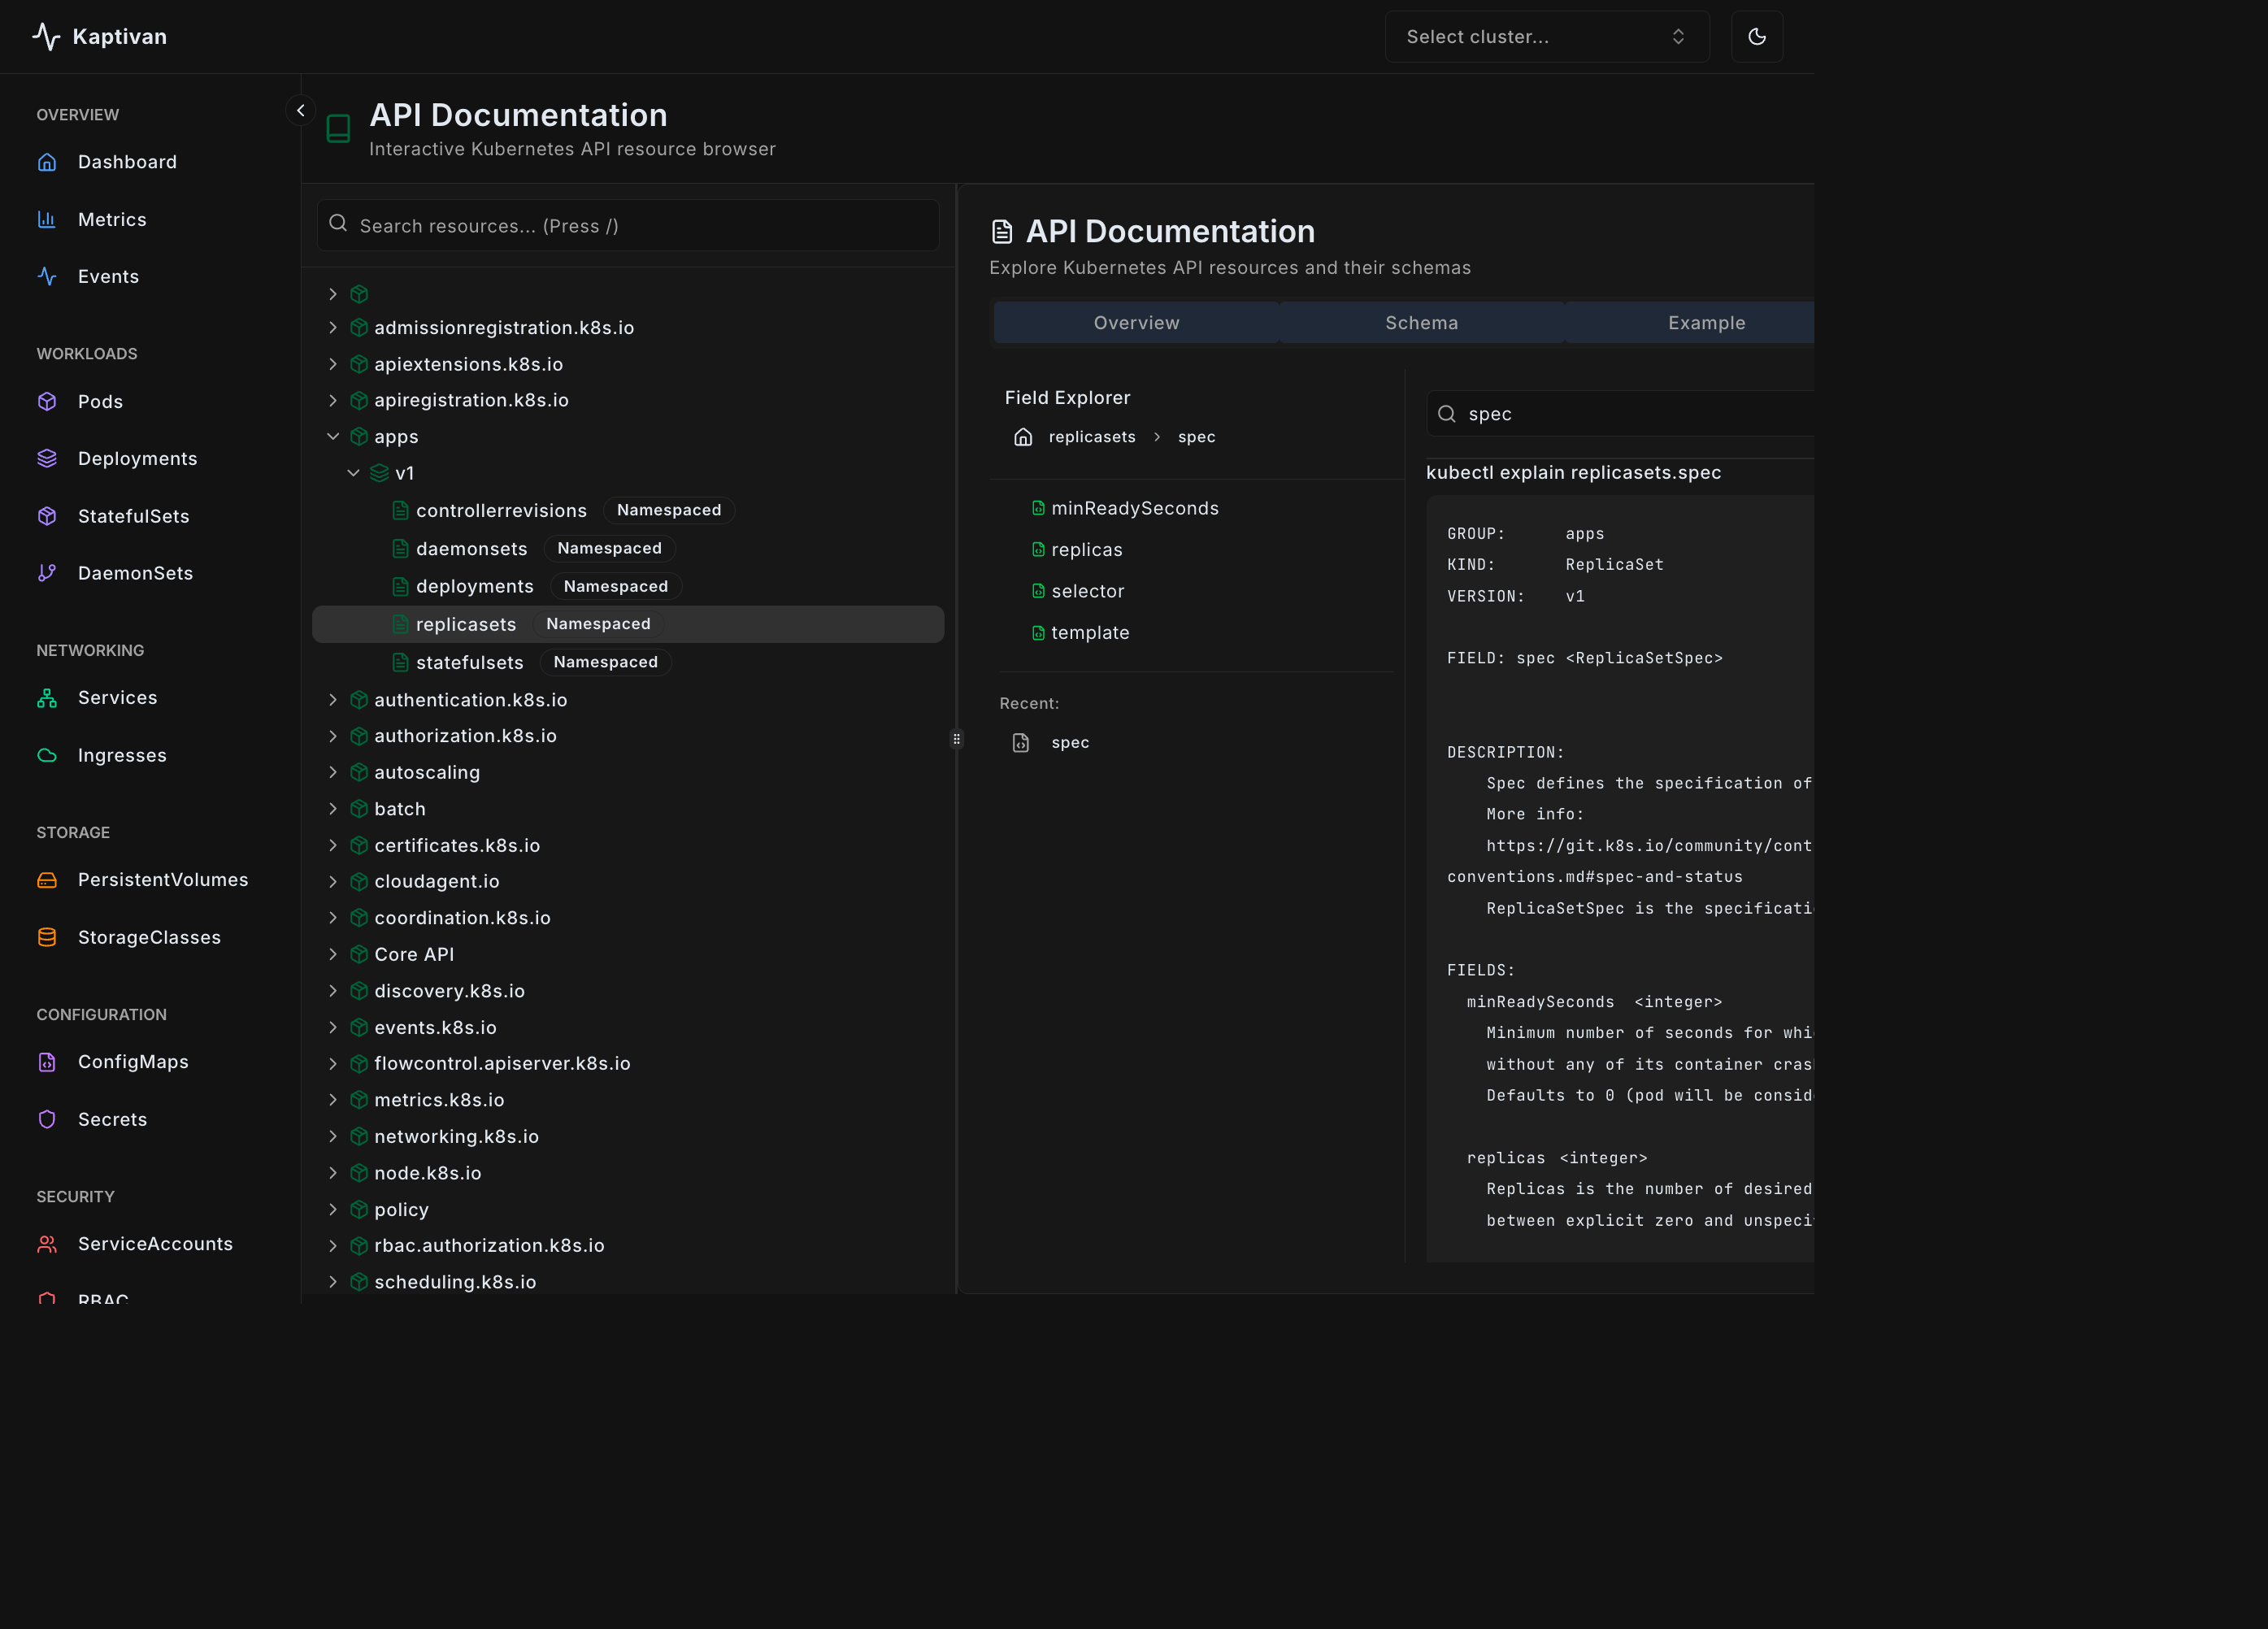 Kaptivan
Select cluster...
OVERVIEW
Dashboard
Metrics
Events
WORKLOADS
Pods
Deployments
StatefulSets
DaemonSets
NETWORKING
Services
Ingresses
STORAGE
PersistentVolumes
StorageClasses
CONFIGURATION
ConfigMaps
Secrets
SECURITY
ServiceAccounts
RBAC
API Documentation
Interactive Kubernetes API resource browser
Search resources... (Press /)
admissionregistration.k8s.io
apiextensions.k8s.io
apiregistration.k8s.io
apps
v1
controllerrevisions Namespaced
daemonsets Namespaced
deployments Namespaced
replicasets Namespaced
statefulsets Namespaced
authentication.k8s.io
authorization.k8s.io
autoscaling
batch
certificates.k8s.io
cloudagent.io
coordination.k8s.io
Core API
discovery.k8s.io
events.k8s.io
flowcontrol.apiserver.k8s.io
metrics.k8s.io
networking.k8s.io
node.k8s.io
policy
rbac.authorization.k8s.io
scheduling.k8s.io
API Documentation
Explore Kubernetes API resources and their schemas
Overview Schema Example
Field Explorer
replicasets > spec
minReadySeconds
replicas
selector
template
Recent:
spec
spec
kubectl explain replicasets.spec
GROUP: apps
KIND: ReplicaSet
VERSION: v1
FIELD: spec <ReplicaSetSpec>
DESCRIPTION:
Spec defines the specification of
More info:
https://git.k8s.io/community/cont
conventions.md#spec-and-status
ReplicaSetSpec is the specificati
FIELDS:
minReadySeconds <integer>
Minimum number of seconds for whi
without any of its container cras
Defaults to 0 (pod will be consid
replicas <integer>
Replicas is the number of desired
between explicit zero and unspeci